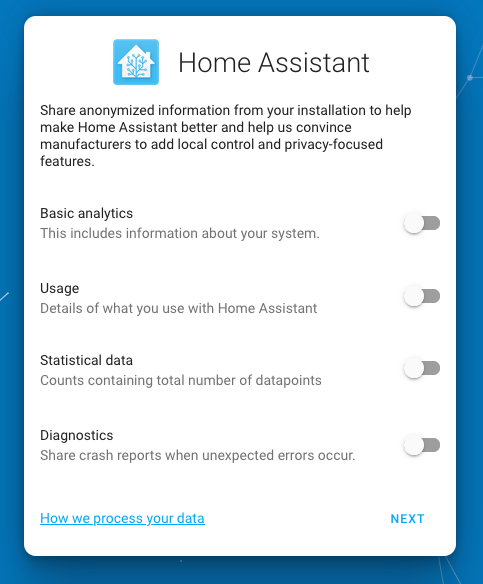 Home Assistant
Share anonymized information from your installation to help
make Home Assistant better and help us convince
manufacturers to add local control and privacy-focused
features.
Basic analytics
This includes information about your system.
Usage
Details of what you use with Home Assistant
Statistical data
Counts containing total number of datapoints
Diagnostics
Share crash reports when unexpected errors occur.
How we process your data
NEXT